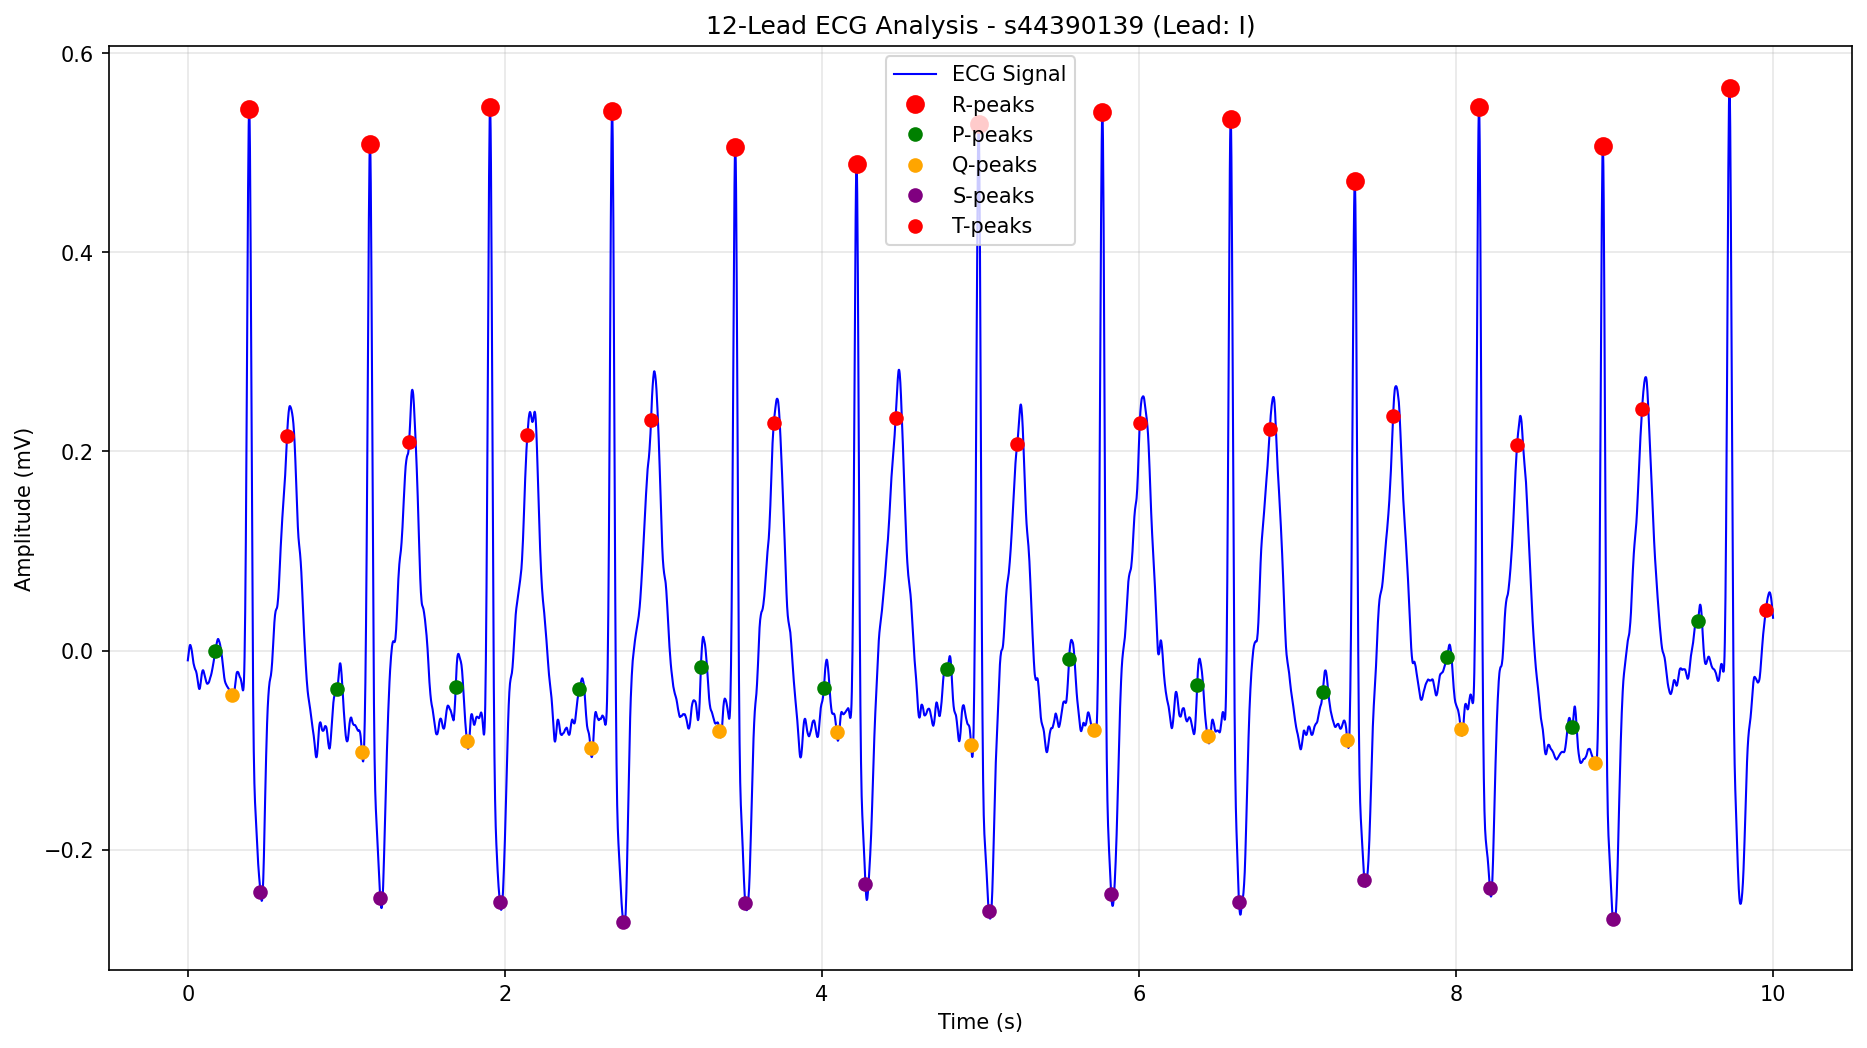 12-Lead ECG Analysis - s44390139 (Lead: I)
ECG Signal
R-peaks
P-peaks
Q-peaks
S-peaks
T-peaks
Amplitude (mV)
0.6
0.4
0.2
0.0
−0.2
0 2 4 6 8 10
Time (s)